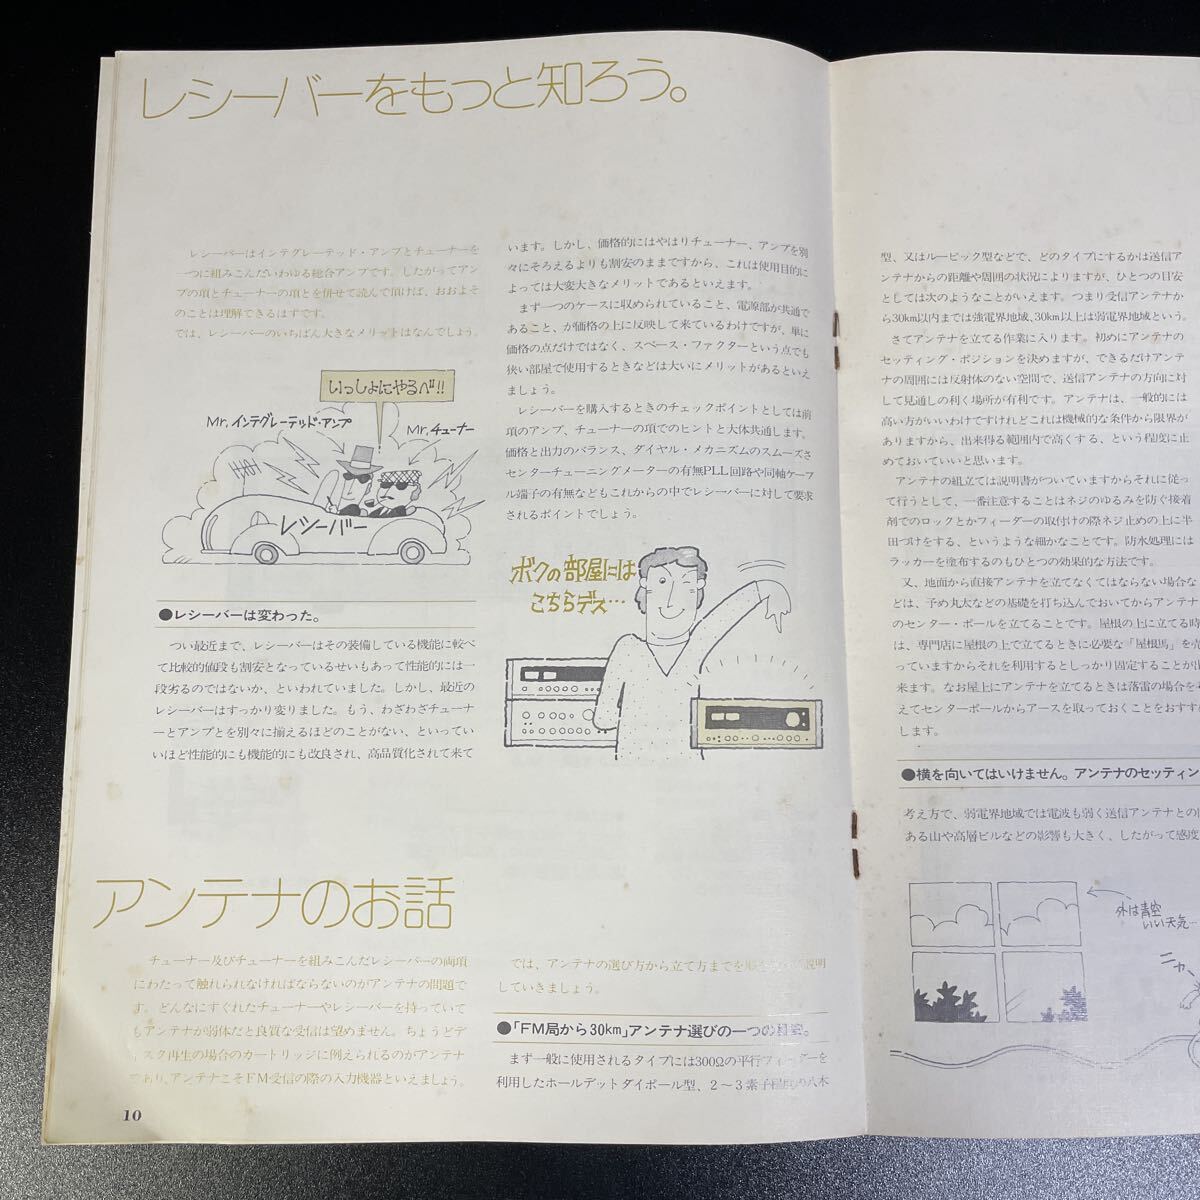 レシーバーをもっと知ろう。
レシーバーはインテグレーテッド・アンプとチューナーを
一つに組みこんだいわゆる総合アンプです。したがってアン
プの項とチューナーの項とを併せて読んで頂けば、おおよそ
のことは理解できるはずです。
では、レシーバーのいちばん大きなメリットはなんでしょう。
いっしょにやるべ!!
Mr.インテグレーテッド・アンプ
Mr.チューナー
レシーバー
●レシーバーは変わった。
つい最近まで、レシーバーはその装備している機能に較べ
て比較的値段も割安となっているせいもあって性能的には一
段劣るのではないか、といわれていました。しかし、最近の
レシーバーはすっかり変りました。もう、わざわざチューナ
ーとアンプとを別々に揃えるほどのことがない、といってい
いほど性能的にも機能的にも改良され、高品質化されて来て
います。しかし、価格的にはやはりチューナー、アンプを別
々にそろえるよりも割安のままですから、これは使用目的に
よっては大変大きなメリットであるといえます。
まず一つのケースに収められていること、電源部が共通で
あること、が価格の上に反映して来ているわけですが、単に
価格の点だけではなく、スペース・ファクターという点でも
狭い部屋で使用するときなどは大いにメリットがあるといえ
ましょう。
レシーバーを購入するときのチェックポイントとしては前
項のアンプ、チューナーの項でのヒントと大体共通します。
価格と出力のバランス、ダイヤル・メカニズムのスムーズさ
センターチューニングメーターの有無PLL回路や同軸ケーブ
ル端子の有無などもこれからの中でレシーバーに対して要求
されるポイントでしょう。
ボクの部屋には
こちらデス…
アンテナのお話
チューナー及びチューナーを組みこんだレシーバーの両項
にわたって触れられなければならないのがアンテナの問題で
す。どんなにすぐれたチューナーやレシーバーを持っていて
もアンテナが弱体だと良質な受信は望めません。ちょうどデ
ィスク再生の場合のカートリッジに例えられるのがアンテナ
であり、アンテナこそFM受信の際の入力機器といえましょう。
では、アンテナの選び方から立て方までを 説明
していきましょう。
●「FM局から30km」アンテナ選びの一つの目安。
まず一般に使用されるタイプには300Ωの平行フィーダーを
利用したホールデットダイポール型、2〜3素子程度の八木
10
型、又はルービック型などで、どのタイプにするかは送信ア
ンテナからの距離や周囲の状況によりますが、ひとつの目安
としては次のようなことがいえます。つまり受信アンテナか
ら30km以内までは強電界地域、30km以上は弱電界地域という。
さてアンテナを立てる作業に入ります。初めにアンテナの
セッティング・ポジションを決めますが、できるだけアンテ
ナの周囲には反射体のない空間で、送信アンテナの方向に対
して見通しの利く場所が有利です。アンテナは、一般的には
高い方がいいわけですけれどこれは機械的な条件から限界が
ありますから、出来得る範囲内で高くする、という程度に止
めておいていいと思います。
アンテナの組立ては説明書がついていますからそれに従っ
て行うとして、一番注意することはネジのゆるみを防ぐ接着
剤でのロックとかフィーダーの取付けの際ネジ止めの上に半
田づけをする、というような細かなことです。防水処理には
ラッカーを塗布するのもひとつの効果的な方法です。
又、地面から直接アンテナを立てなくてはならない場合な
どは、予め丸太などの基礎を打ち込んでおいてからアンテナ
のセンター・ポールを立てることです。屋根の上に立てる時
は、専門店に屋根の上で立てるときに必要な「屋根馬」を売
っていますからそれを利用するとしっかり固定することが出
来ます。なお屋上にアンテナを立てるときは落雷の場合を考
えてセンターポールからアースを取っておくことをおすす
します。
●横を向いてはいけません。アンテナのセッティン
考え方で、弱電界地域では電波も弱く送信アンテナとの間
ある山や高層ビルなどの影響も大きく、したがって感度
外は青空
いい天気…
ニャ